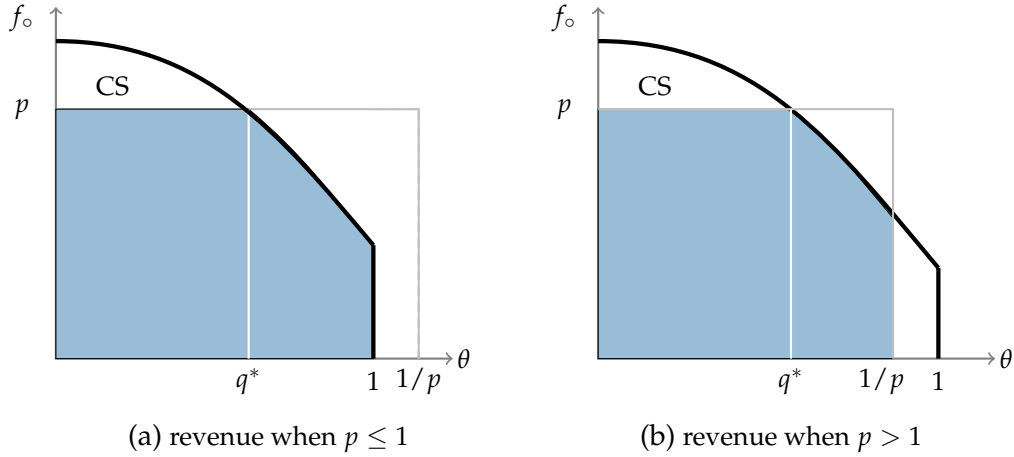 f∘
CS
p
θ
q*
1
1/p
(a) revenue when p ≤ 1
f∘
CS
p
θ
q*
1/p
1
(b) revenue when p > 1